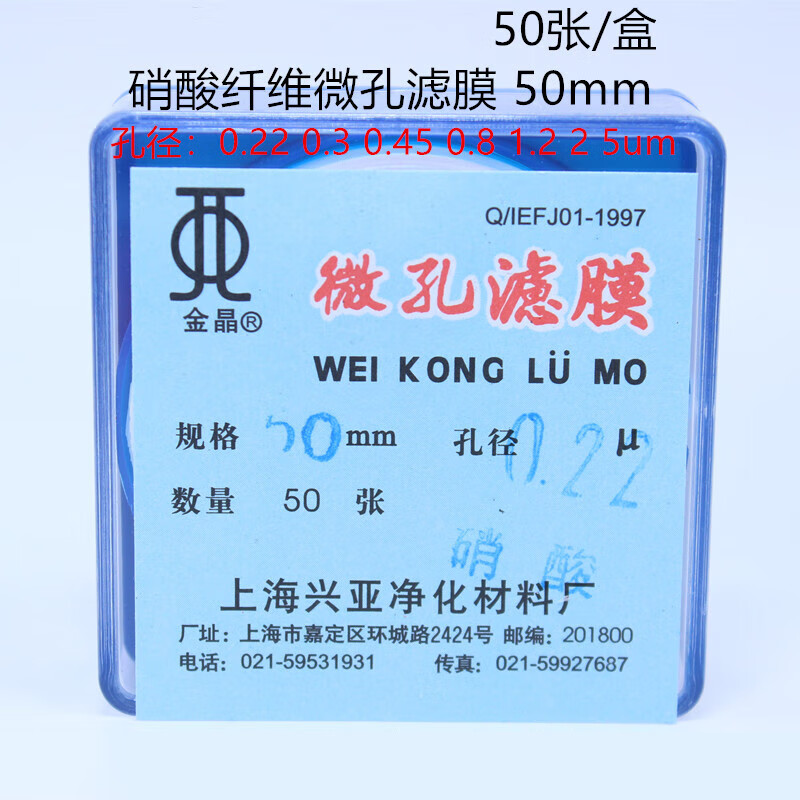 50张/盒
硝酸纤维微孔滤膜 50mm
孔径：0.22 0.3 0.45 0.8 1.2 2 5um
Q/IEFJ01-1997
金晶®
微孔滤膜
WEI KONG LÜ MO
规格 50mm 孔径 0.22 μ
数量 50 张
硝酸
上海兴亚净化材料厂
厂址：上海市嘉定区环城路2424号 邮编：201800
电话：021-59531931 传真：021-59927687